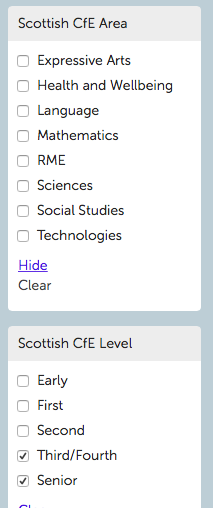 Scottish CfE Area
Expressive Arts
Health and Wellbeing
Language
Mathematics
RME
Sciences
Social Studies
Technologies
Hide
Clear
Scottish CfE Level
Early
First
Second
Third/Fourth
Senior